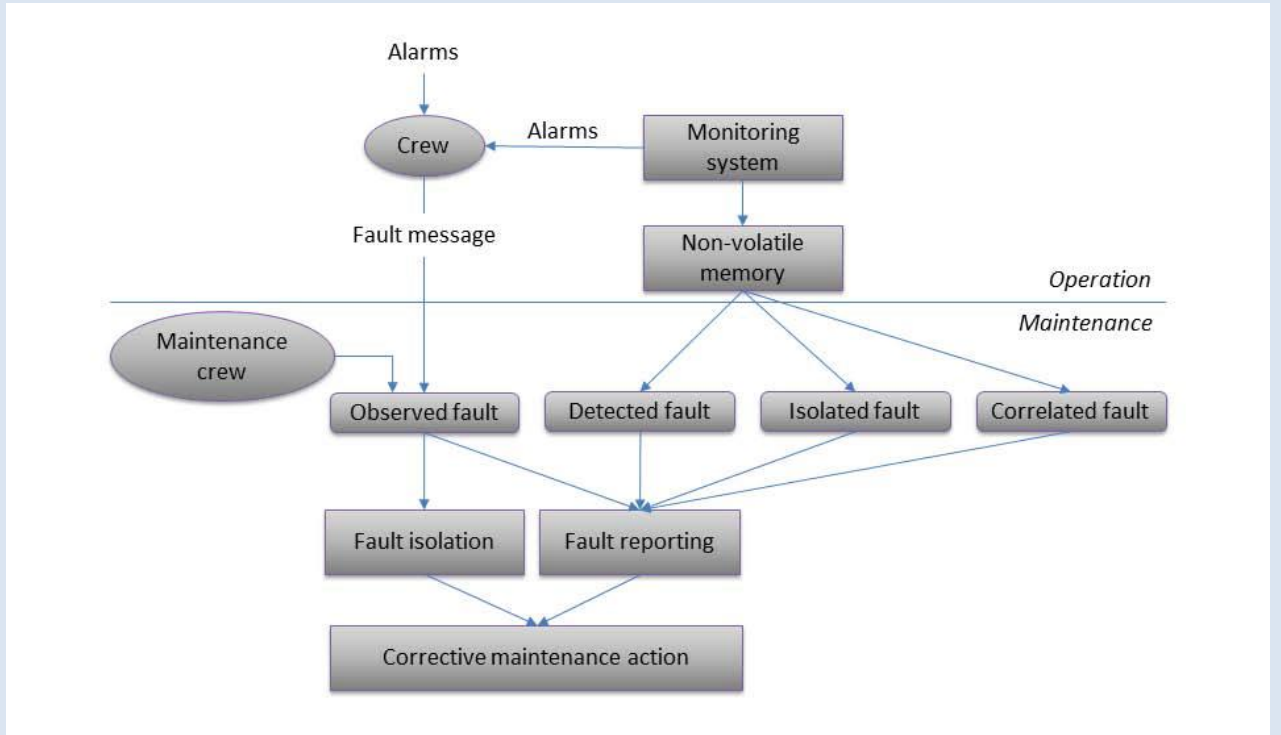 Alarms
Crew
Alarms
Monitoring
system
Fault message
Non-volatile
memory
Operation
Maintenance
Maintenance
crew
Observed fault
Detected fault
Isolated fault
Correlated fault
Fault isolation
Fault reporting
Corrective maintenance action